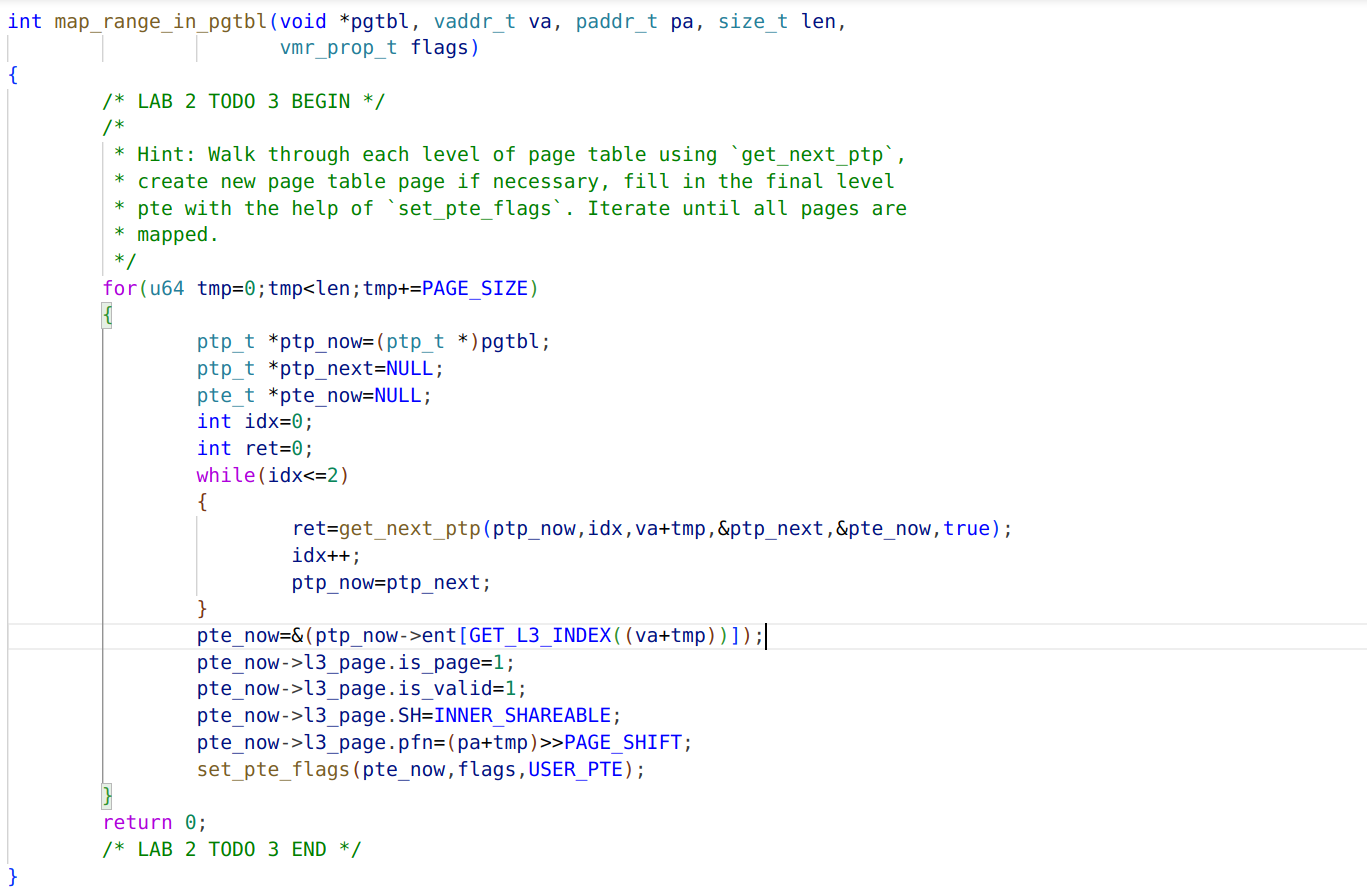 int map_range_in_pgtbl(void *pgtbl, vaddr_t va, paddr_t pa, size_t len,
                       vmr_prop_t flags)
{
        /* LAB 2 TODO 3 BEGIN */
        /*
         * Hint: Walk through each level of page table using `get_next_ptp`,
         * create new page table page if necessary, fill in the final level
         * pte with the help of `set_pte_flags`. Iterate until all pages are
         * mapped.
         */
        for(u64 tmp=0;tmp<len;tmp+=PAGE_SIZE)
        {
                ptp_t *ptp_now=(ptp_t *)pgtbl;
                ptp_t *ptp_next=NULL;
                pte_t *pte_now=NULL;
                int idx=0;
                int ret=0;
                while(idx<=2)
                {
                        ret=get_next_ptp(ptp_now,idx,va+tmp,&ptp_next,&pte_now,true);
                        idx++;
                        ptp_now=ptp_next;
                }
                pte_now=&(ptp_now->ent[GET_L3_INDEX((va+tmp))]);
                pte_now->l3_page.is_page=1;
                pte_now->l3_page.is_valid=1;
                pte_now->l3_page.SH=INNER_SHAREABLE;
                pte_now->l3_page.pfn=(pa+tmp)>>PAGE_SHIFT;
                set_pte_flags(pte_now,flags,USER_PTE);
        }
        return 0;
        /* LAB 2 TODO 3 END */
}